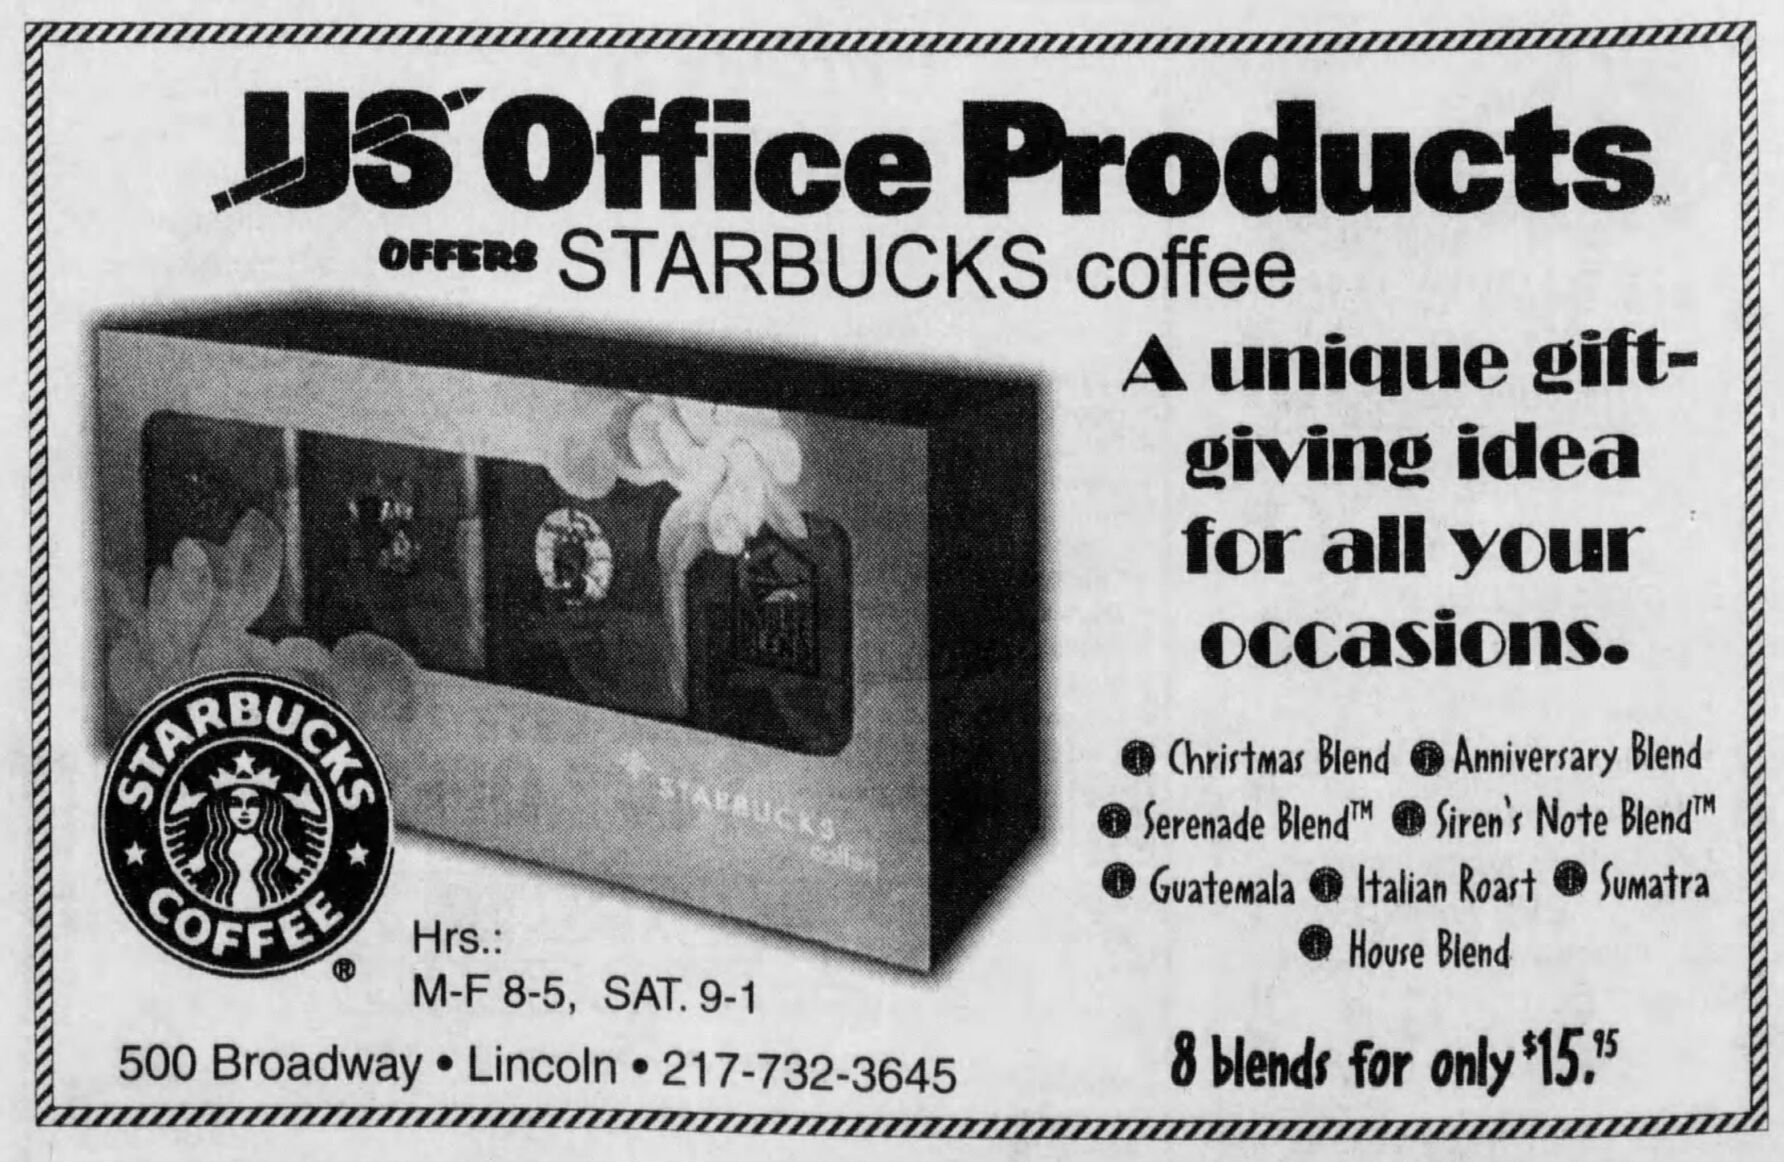 US Office Products SM
OFFERS STARBUCKS coffee
A unique gift-
giving idea
for all your
occasions.
Christmas Blend Anniversary Blend
Serenade Blend™ Siren's Note Blend™
Guatemala Italian Roast Sumatra
House Blend
8 blends for only $15.95
STARBUCKS
STARBUCKS
COFFEE
®
Hrs.:
M-F 8-5, SAT. 9-1
500 Broadway • Lincoln • 217-732-3645